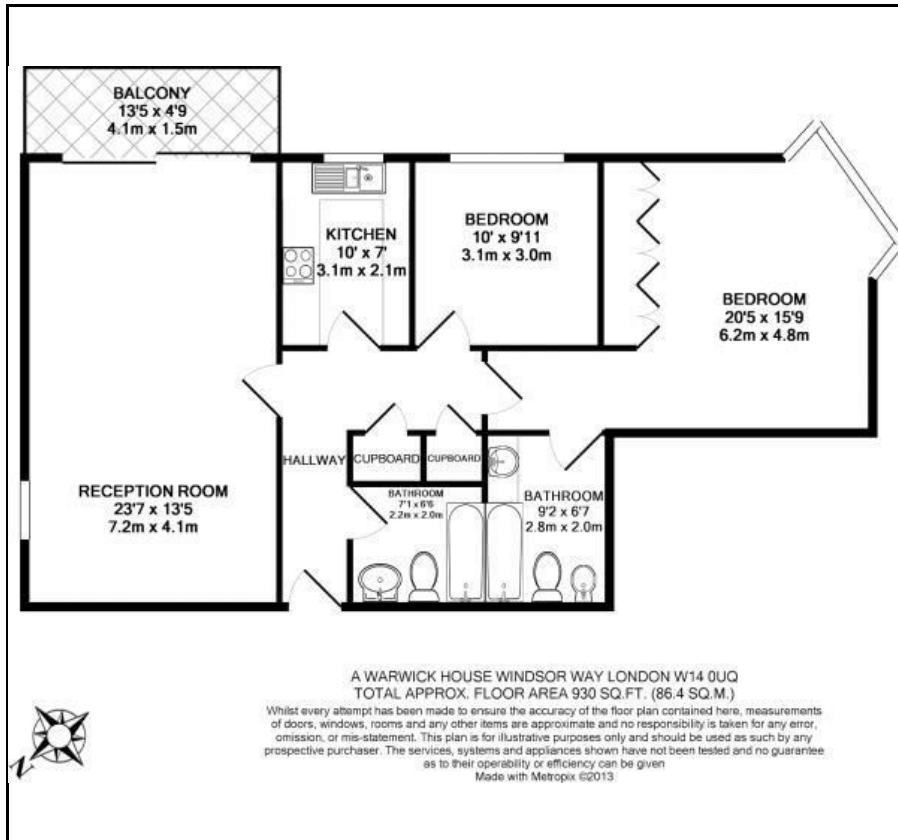 BALCONY
13'5 x 4'9
4.1m x 1.5m
KITCHEN
10' x 7'
3.1m x 2.1m
BEDROOM
10' x 9'11
3.1m x 3.0m
BEDROOM
20'5 x 15'9
6.2m x 4.8m
HALLWAY
CUPBOARD
CUPBOARD
RECEPTION ROOM
23'7 x 13'5
7.2m x 4.1m
BATHROOM
7'1 x 6'6
2.2m x 2.0m
BATHROOM
9'2 x 6'7
2.8m x 2.0m
N
A WARWICK HOUSE WINDSOR WAY LONDON W14 0UQ
TOTAL APPROX. FLOOR AREA 930 SQ.FT. (86.4 SQ.M.)
Whilst every attempt has been made to ensure the accuracy of the floor plan contained here, measurements
of doors, windows, rooms and any other items are approximate and no responsibility is taken for any error,
omission, or mis-statement. This plan is for illustrative purposes only and should be used as such by any
prospective purchaser. The services, systems and appliances shown have not been tested and no guarantee
as to their operability or efficiency can be given
Made with Metropix ©2013